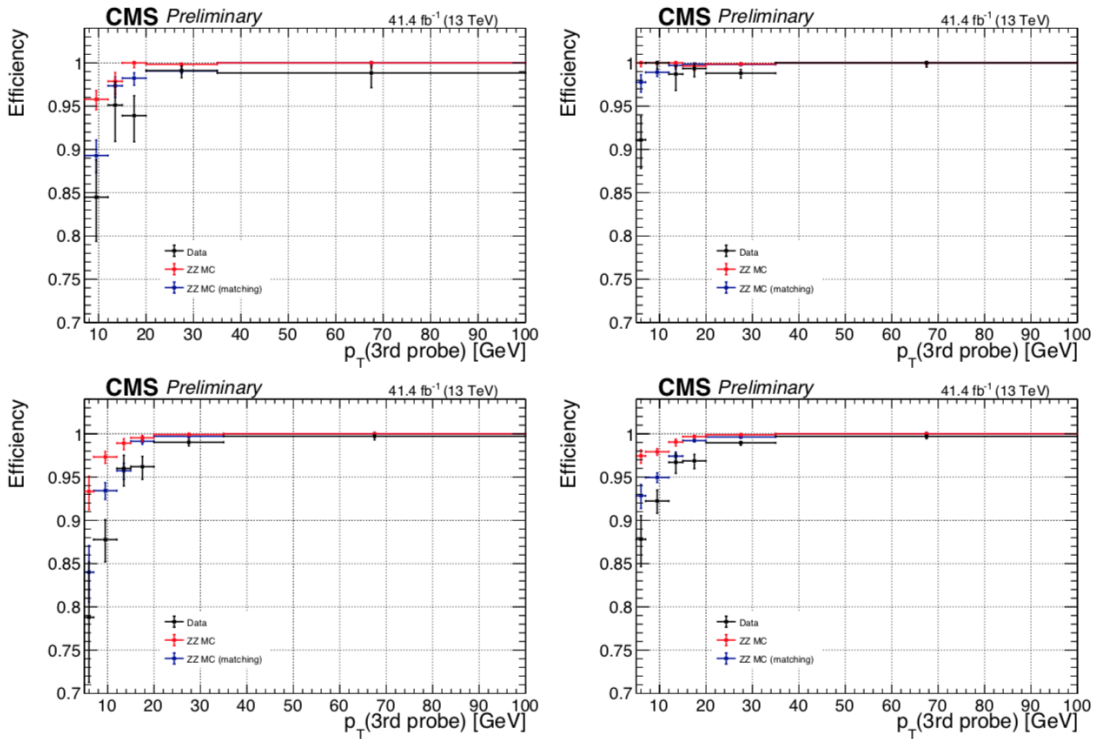 CMS Preliminary 41.4 fb⁻¹ (13 TeV)
Efficiency
1
0.95
0.9
0.85
0.8
0.75
0.7
Data
ZZ MC
ZZ MC (matching)
10 20 30 40 50 60 70 80 90 100
p_T(3rd probe) [GeV]
CMS Preliminary 41.4 fb⁻¹ (13 TeV)
Efficiency
1
0.95
0.9
0.85
0.8
0.75
0.7
Data
ZZ MC
ZZ MC (matching)
10 20 30 40 50 60 70 80 90 100
p_T(3rd probe) [GeV]
CMS Preliminary 41.4 fb⁻¹ (13 TeV)
Efficiency
1
0.95
0.9
0.85
0.8
0.75
0.7
Data
ZZ MC
ZZ MC (matching)
10 20 30 40 50 60 70 80 90 100
p_T(3rd probe) [GeV]
CMS Preliminary 41.4 fb⁻¹ (13 TeV)
Efficiency
1
0.95
0.9
0.85
0.8
0.75
0.7
Data
ZZ MC
ZZ MC (matching)
10 20 30 40 50 60 70 80 90 100
p_T(3rd probe) [GeV]